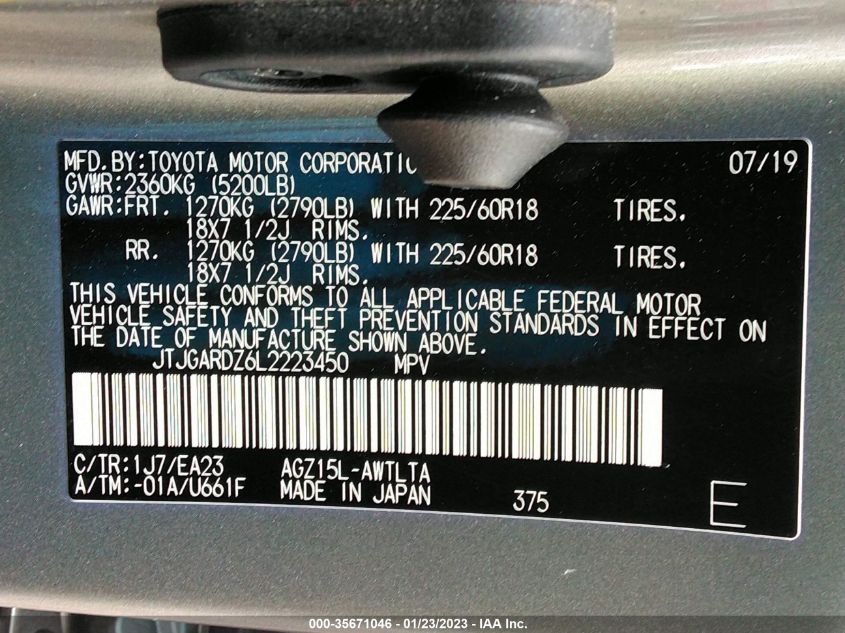 MFD.BY:TOYOTA MOTOR CORPORATIO 07/19
GVWR:2360KG (5200LB)
GAWR:FRT. 1270KG (2790LB) WITH 225/60R18 TIRES.
18X7 1/2J RIMS.
RR. 1270KG (2790LB) WITH 225/60R18 TIRES.
18X7 1/2J RIMS.
THIS VEHICLE CONFORMS TO ALL APPLICABLE FEDERAL MOTOR
VEHICLE SAFETY AND THEFT PREVENTION STANDARDS IN EFFECT ON
THE DATE OF MANUFACTURE SHOWN ABOVE.
JTJGARDZ6L2223450 MPV
C/TR:1J7/EA23 AGZ15L-AWTLTA
A/TM:-01A/U661F MADE IN JAPAN 375 E
000-35671046 - 01/23/2023 - IAA Inc.